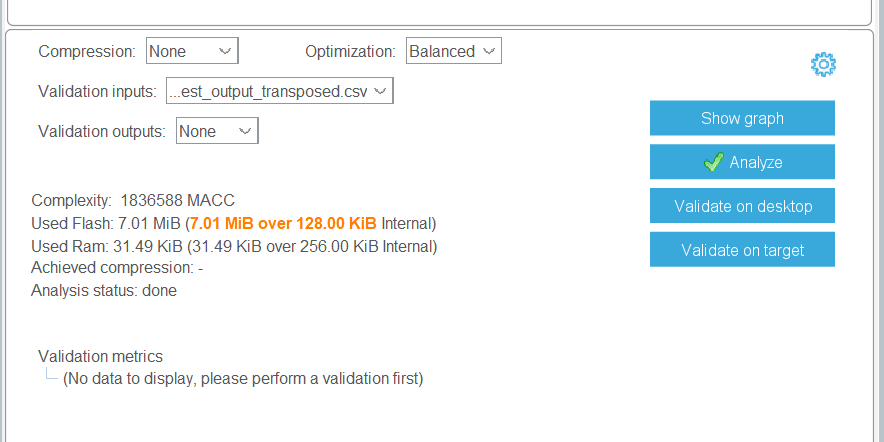 Compression: None Optimization: Balanced
Validation inputs: ...est_output_transposed.csv
Show graph
Validation outputs: None
Analyze
Complexity: 1836588 MACC
Validate on desktop
Used Flash: 7.01 MiB (7.01 MiB over 128.00 KiB Internal)
Used Ram: 31.49 KiB (31.49 KiB over 256.00 KiB Internal)
Validate on target
Achieved compression: -
Analysis status: done
Validation metrics
(No data to display, please perform a validation first)